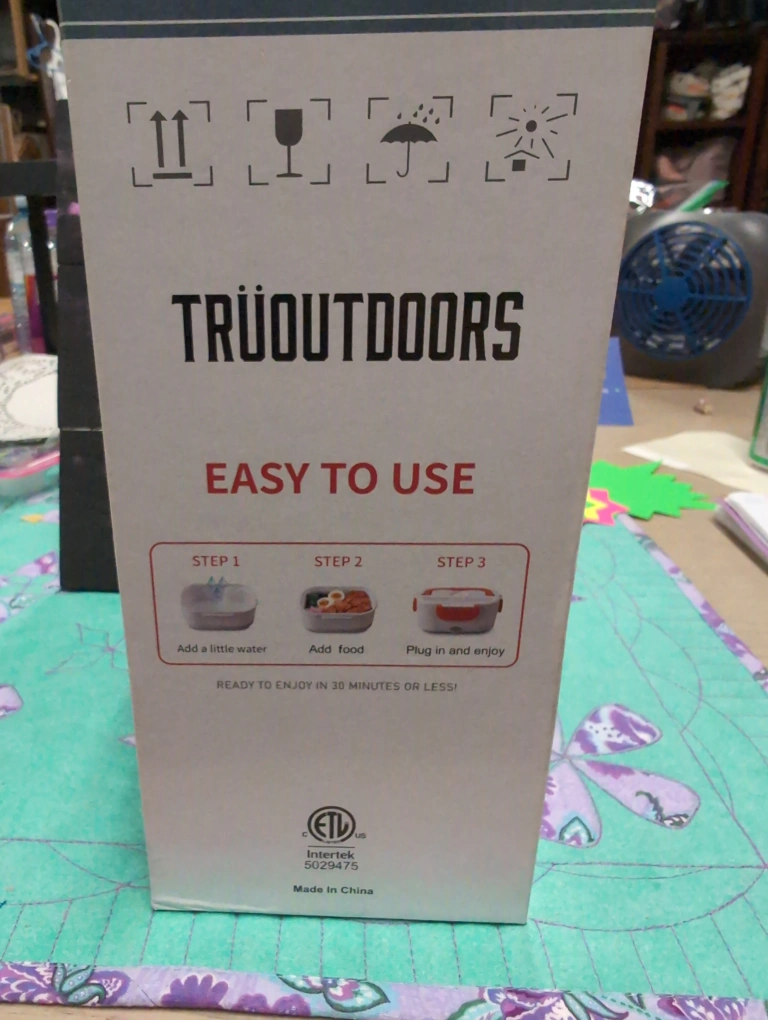 TRÜOUTDOORS
EASY TO USE
STEP 1 STEP 2 STEP 3
Add a little water Add food Plug in and enjoy
READY TO ENJOY IN 30 MINUTES OR LESS!
C ETL US
Intertek
5029475
Made In China